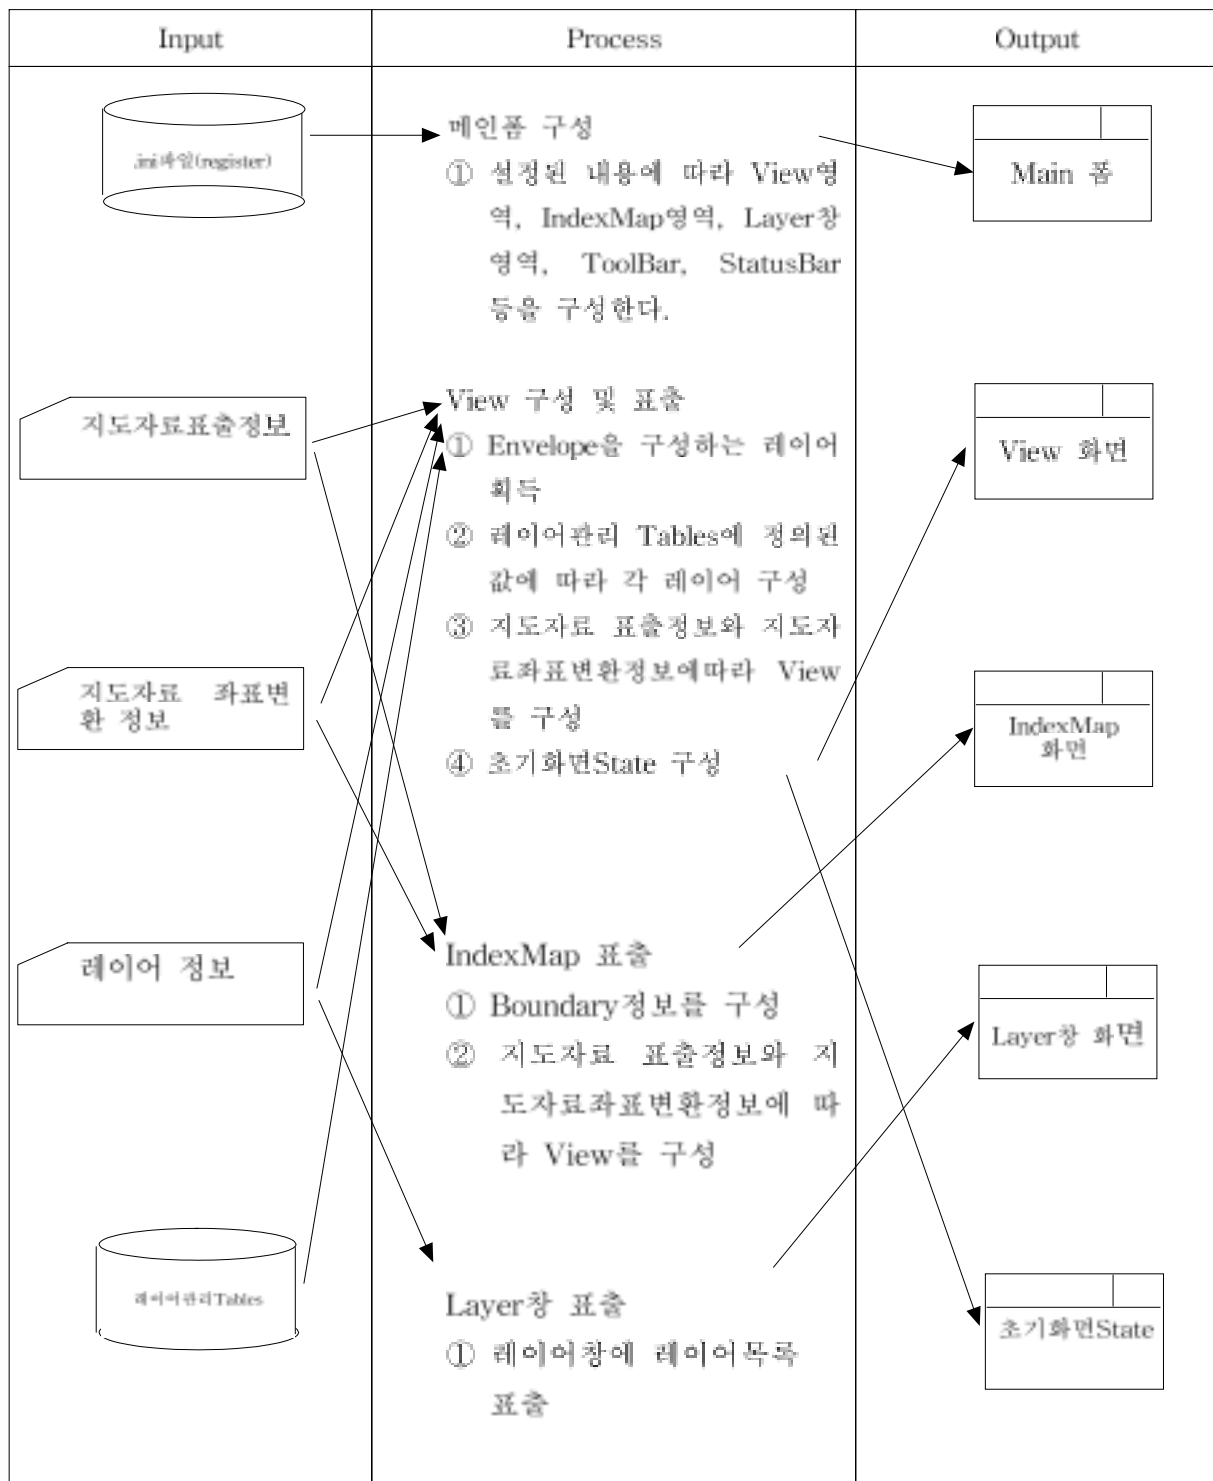 Input
Process
Output
.ini파일(register)
메인폼 구성
① 설정된 내용에 따라 View영
역, IndexMap영역, Layer창
영역, ToolBar, StatusBar
등을 구성한다.
Main 폼
지도자료표출정보
View 구성 및 표출
① Envelope을 구성하는 레이어
획득
② 레이어관리 Tables에 정의된
값에 따라 각 레이어 구성
③ 지도자료 표출정보와 지도자
료좌표변환정보에따라 View
를 구성
④ 초기화면State 구성
View 화면
지도자료 좌표변
환 정보
IndexMap
화면
레이어 정보
IndexMap 표출
① Boundary정보를 구성
② 지도자료 표출정보와 지
도자료좌표변환정보에 따
라 View를 구성
Layer창 화면
레이어관리Tables
Layer창 표출
① 레이어창에 레이어목록
표출
초기화면State